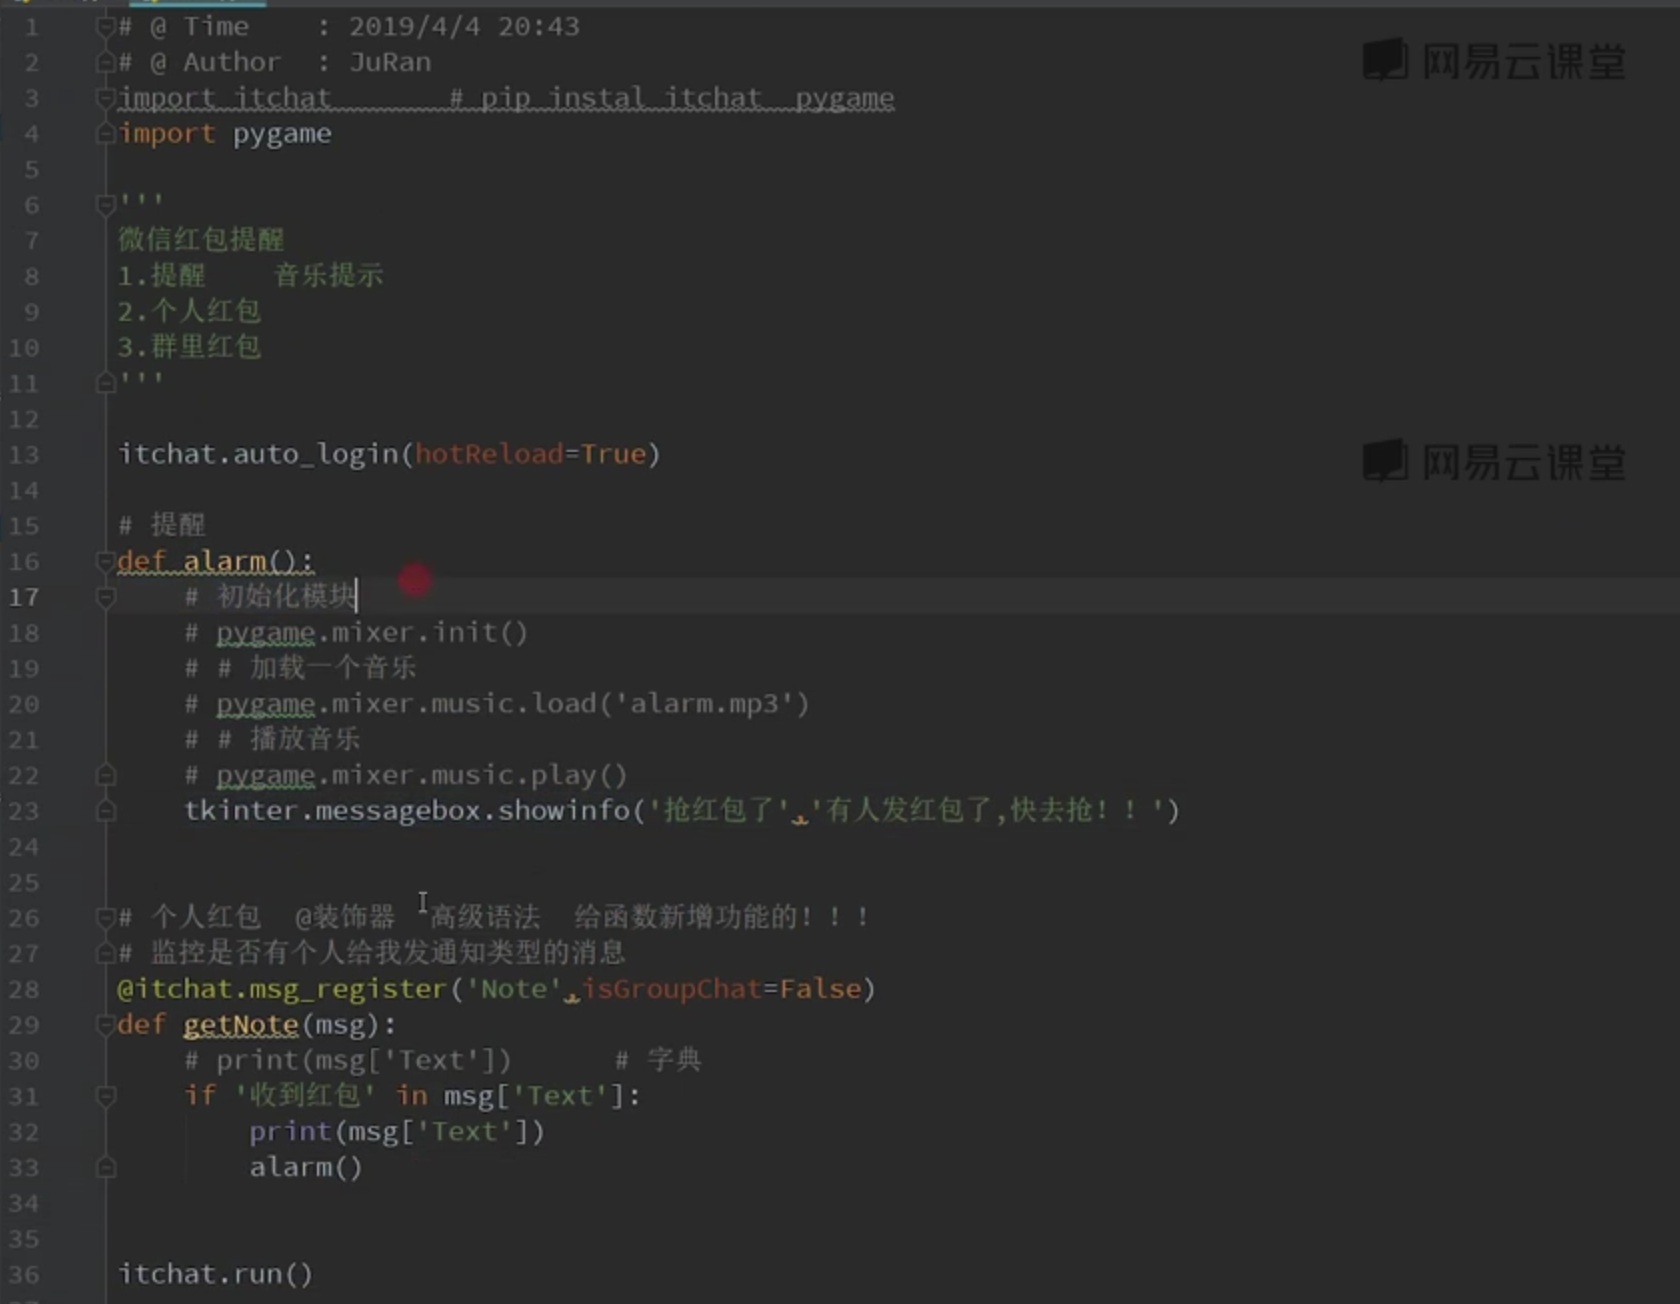 1 # @ Time    : 2019/4/4 20:43
2 # @ Author  : JuRan
网易云课堂
3 import itchat       # pip instal itchat  pygame
4 import pygame
5
6 '''
7 微信红包提醒
8 1.提醒    音乐提示
9 2.个人红包
10 3.群里红包
11 '''
12
13 itchat.auto_login(hotReload=True)
网易云课堂
14
15 # 提醒
16 def alarm():
17     # 初始化模块
18     # pygame.mixer.init()
19     # # 加载一个音乐
20     # pygame.mixer.music.load('alarm.mp3')
21     # # 播放音乐
22     # pygame.mixer.music.play()
23     tkinter.messagebox.showinfo('抢红包了','有人发红包了,快去抢!!')
24
25
26 # 个人红包  @装饰器  高级语法  给函数新增功能的!!!
27 # 监控是否有个人给我发通知类型的消息
28 @itchat.msg_register('Note',isGroupChat=False)
29 def getNote(msg):
30     # print(msg['Text'])      # 字典
31     if '收到红包' in msg['Text']:
32         print(msg['Text'])
33         alarm()
34
35
36 itchat.run()